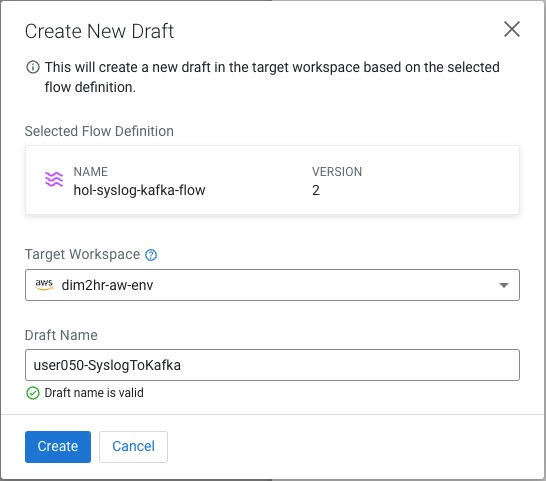 Create New Draft
This will create a new draft in the target workspace based on the selected
flow definition.
Selected Flow Definition
NAME
VERSION
hol-syslog-kafka-flow
2
Target Workspace
aws dim2hr-aw-env
Draft Name
user050-SyslogToKafka
Draft name is valid
Create
Cancel